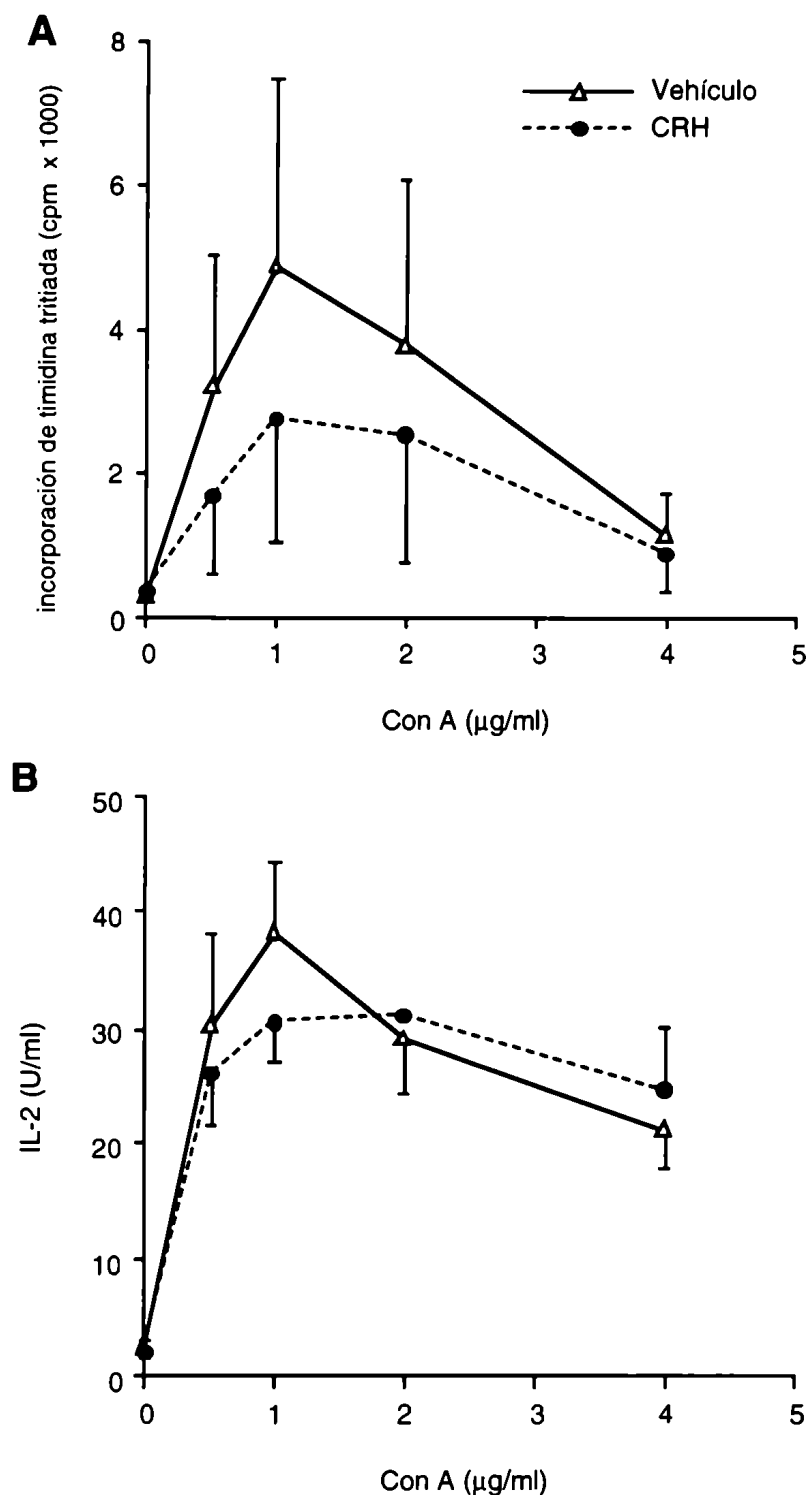 A
8
6
4
2
0
incorporación de timidina tritiada (cpm x 1000)
Vehículo
CRH
0 1 2 3 4 5
Con A (µg/ml)
B
50
40
30
20
10
0
IL-2 (U/ml)
0 1 2 3 4 5
Con A (µg/ml)